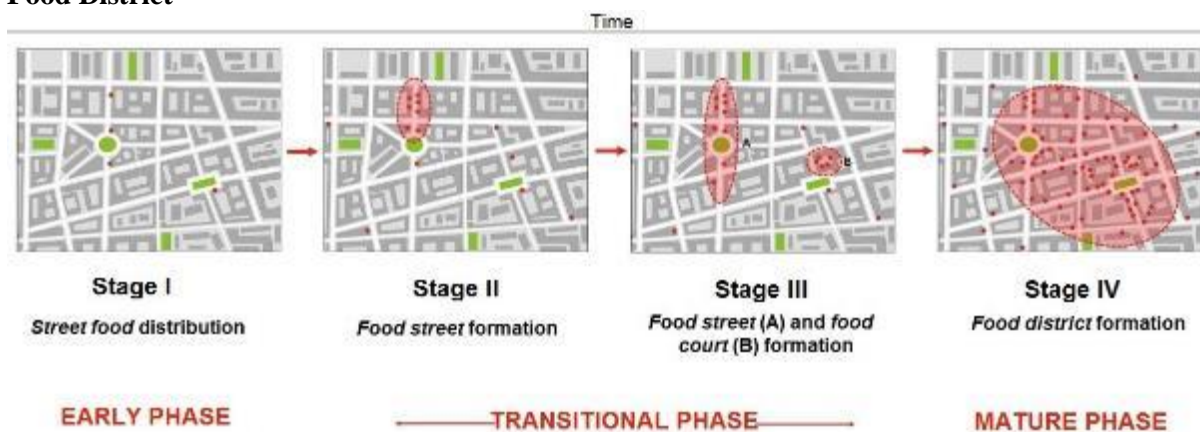 Food District
Time
A
B
Stage I
Stage II
Stage III
Stage IV
Street food distribution
Food street formation
Food street (A) and food
court (B) formation
Food district formation
EARLY PHASE
TRANSITIONAL PHASE
MATURE PHASE